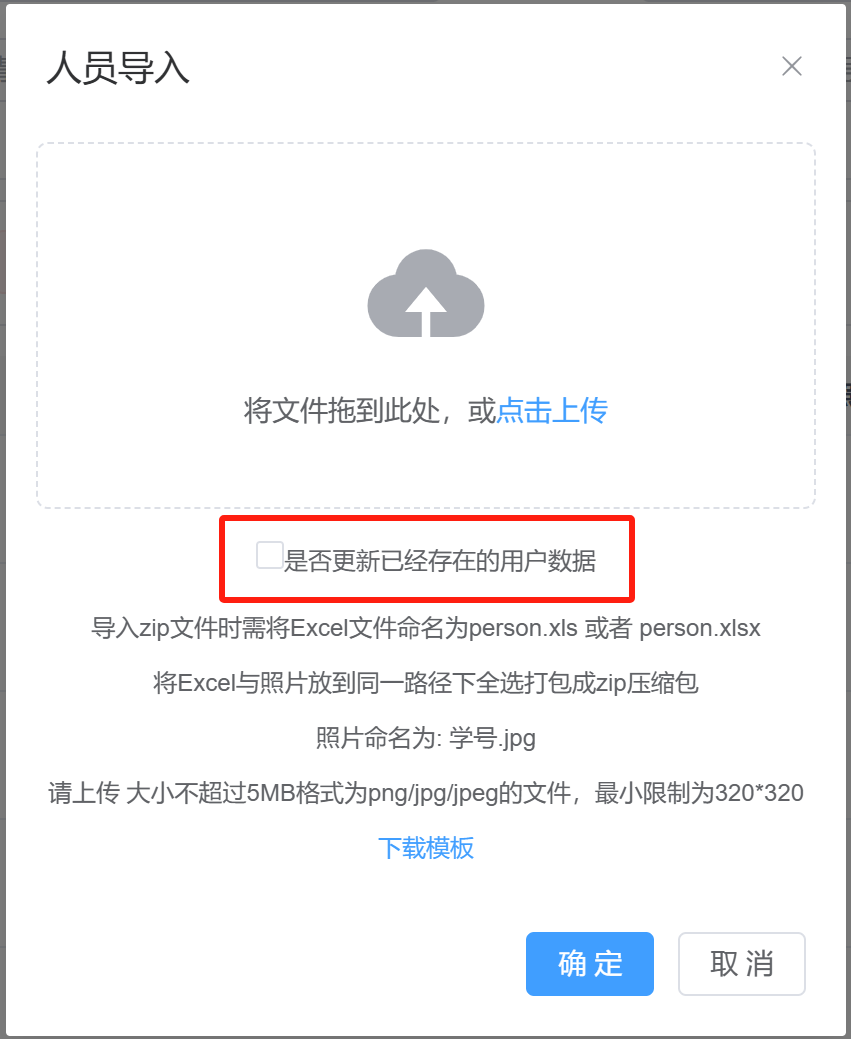 人员导入
将文件拖到此处，或点击上传
是否更新已经存在的用户数据
导入zip文件时需将Excel文件命名为person.xls 或者 person.xlsx
将Excel与照片放到同一路径下全选打包成zip压缩包
照片命名为: 学号.jpg
请上传 大小不超过5MB格式为png/jpg/jpeg的文件，最小限制为320*320
下载模板
确 定 取 消